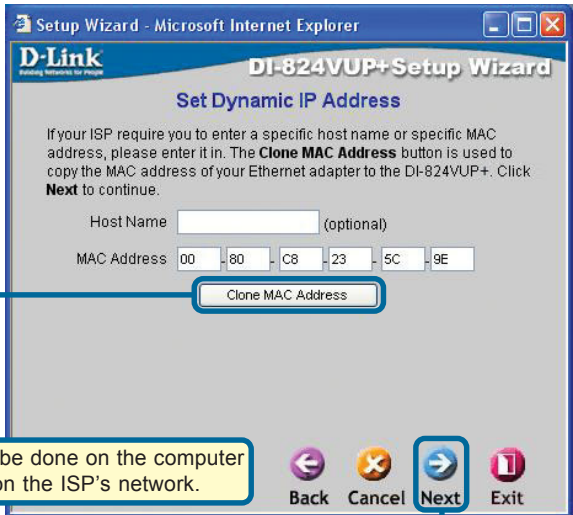 Setup Wizard - Microsoft Internet Explorer
D-Link
Building Networks for People
DI-824VUP+ Setup Wizard
Set Dynamic IP Address
If your ISP require you to enter a specific host name or specific MAC
address, please enter it in. The Clone MAC Address button is used to
copy the MAC address of your Ethernet adapter to the DI-824VUP+. Click
Next to continue.
Host Name (optional)
MAC Address 00 - 80 - C8 - 23 - 5C - 9E
Clone MAC Address
be done on the computer
on the ISP's network.
Back Cancel Next Exit